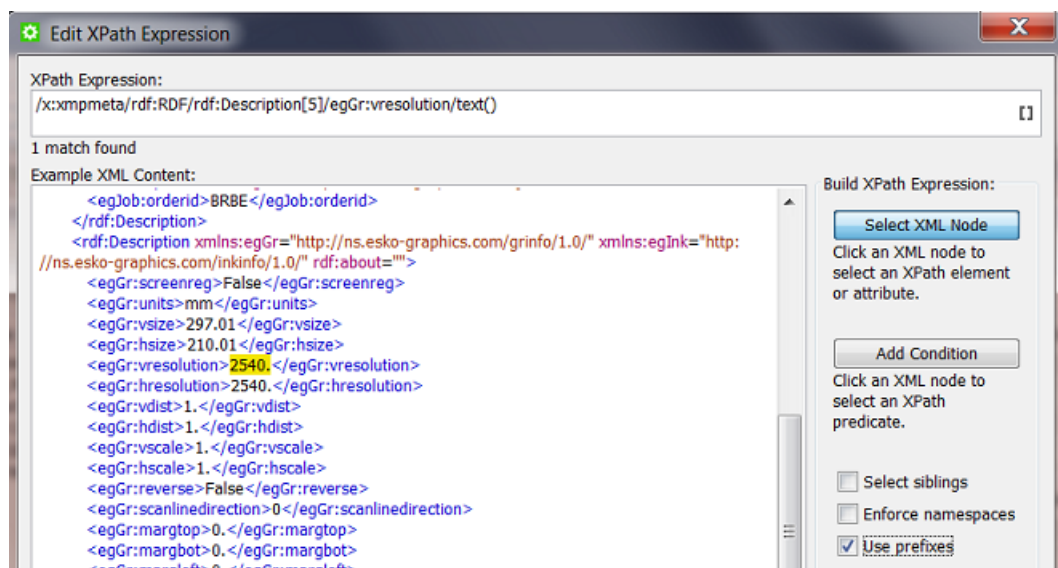 Edit XPath Expression
XPath Expression:
/x:xmpmeta/rdf:RDF/rdf:Description[5]/egGr:vresolution/text()
[]
1 match found
Example XML Content:
<egJob:orderid>BRBE</egJob:orderid>
</rdf:Description>
<rdf:Description xmlns:egGr="http://ns.esko-graphics.com/grinfo/1.0/" xmlns:egInk="http:
//ns.esko-graphics.com/inkinfo/1.0/" rdf:about="">
<egGr:screenreg>False</egGr:screenreg>
<egGr:units>mm</egGr:units>
<egGr:vsize>297.01</egGr:vsize>
<egGr:hsize>210.01</egGr:hsize>
<egGr:vresolution>2540.</egGr:vresolution>
<egGr:hresolution>2540.</egGr:hresolution>
<egGr:vdist>1.</egGr:vdist>
<egGr:hdist>1.</egGr:hdist>
<egGr:vscale>1.</egGr:vscale>
<egGr:hscale>1.</egGr:hscale>
<egGr:reverse>False</egGr:reverse>
<egGr:scanlinedirection>0</egGr:scanlinedirection>
<egGr:margtop>0.</egGr:margtop>
<egGr:margbot>0.</egGr:margbot>
Build XPath Expression:
Select XML Node
Click an XML node to
select an XPath element
or attribute.
Add Condition
Click an XML node to
select an XPath
predicate.
Select siblings
Enforce namespaces
Use prefixes